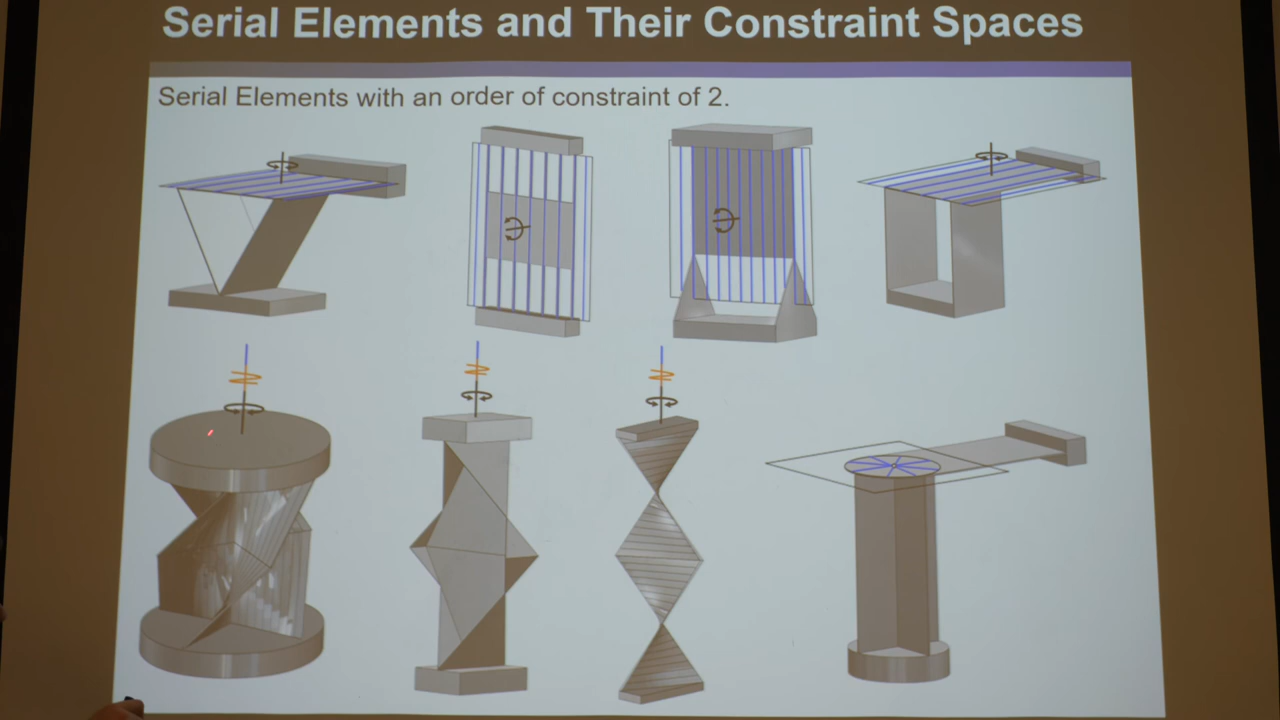 Serial Elements and Their Constraint Spaces
Serial Elements with an order of constraint of 2.